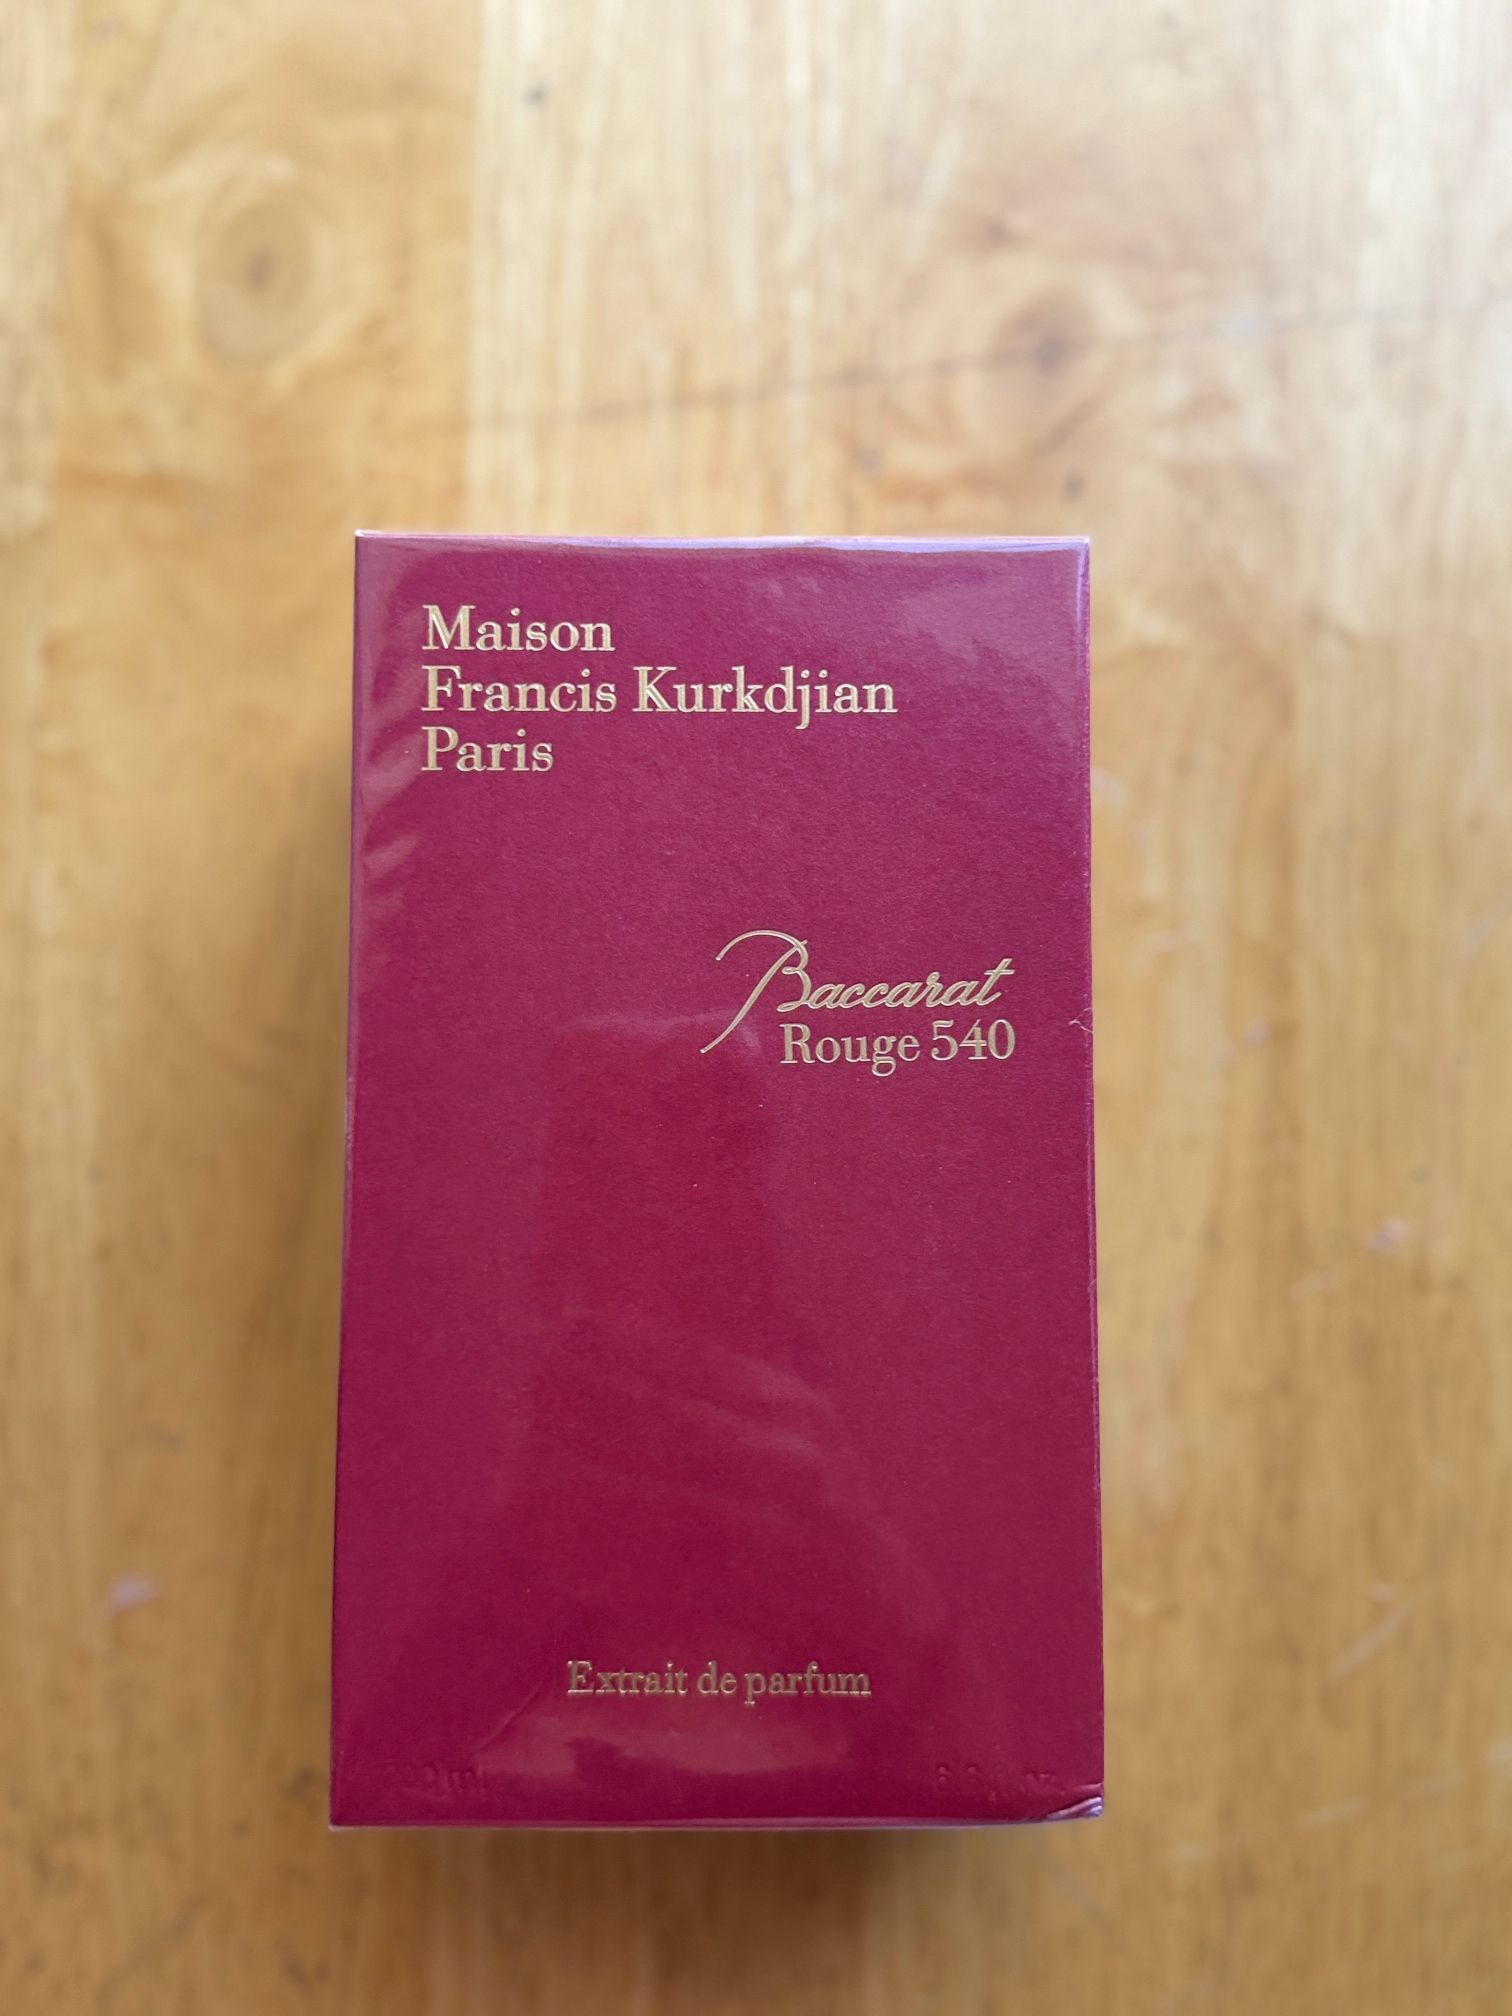 Maison
Francis Kurkdjian
Paris
Baccarat
Rouge 540
Extrait de parfum